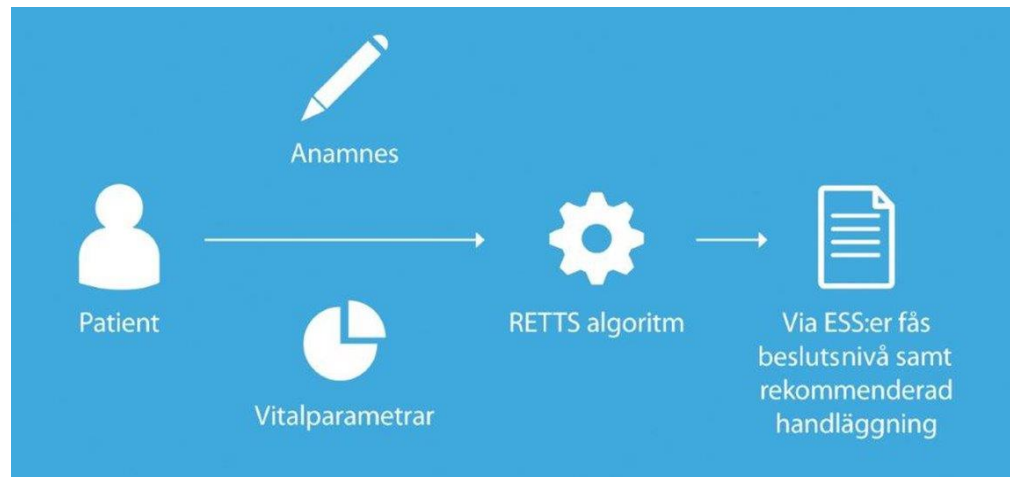 Anamnes
Patient
Vitalparametrar
RETTS algoritm
Via ESS:er fås
beslutsnivå samt
rekommenderad
handläggning